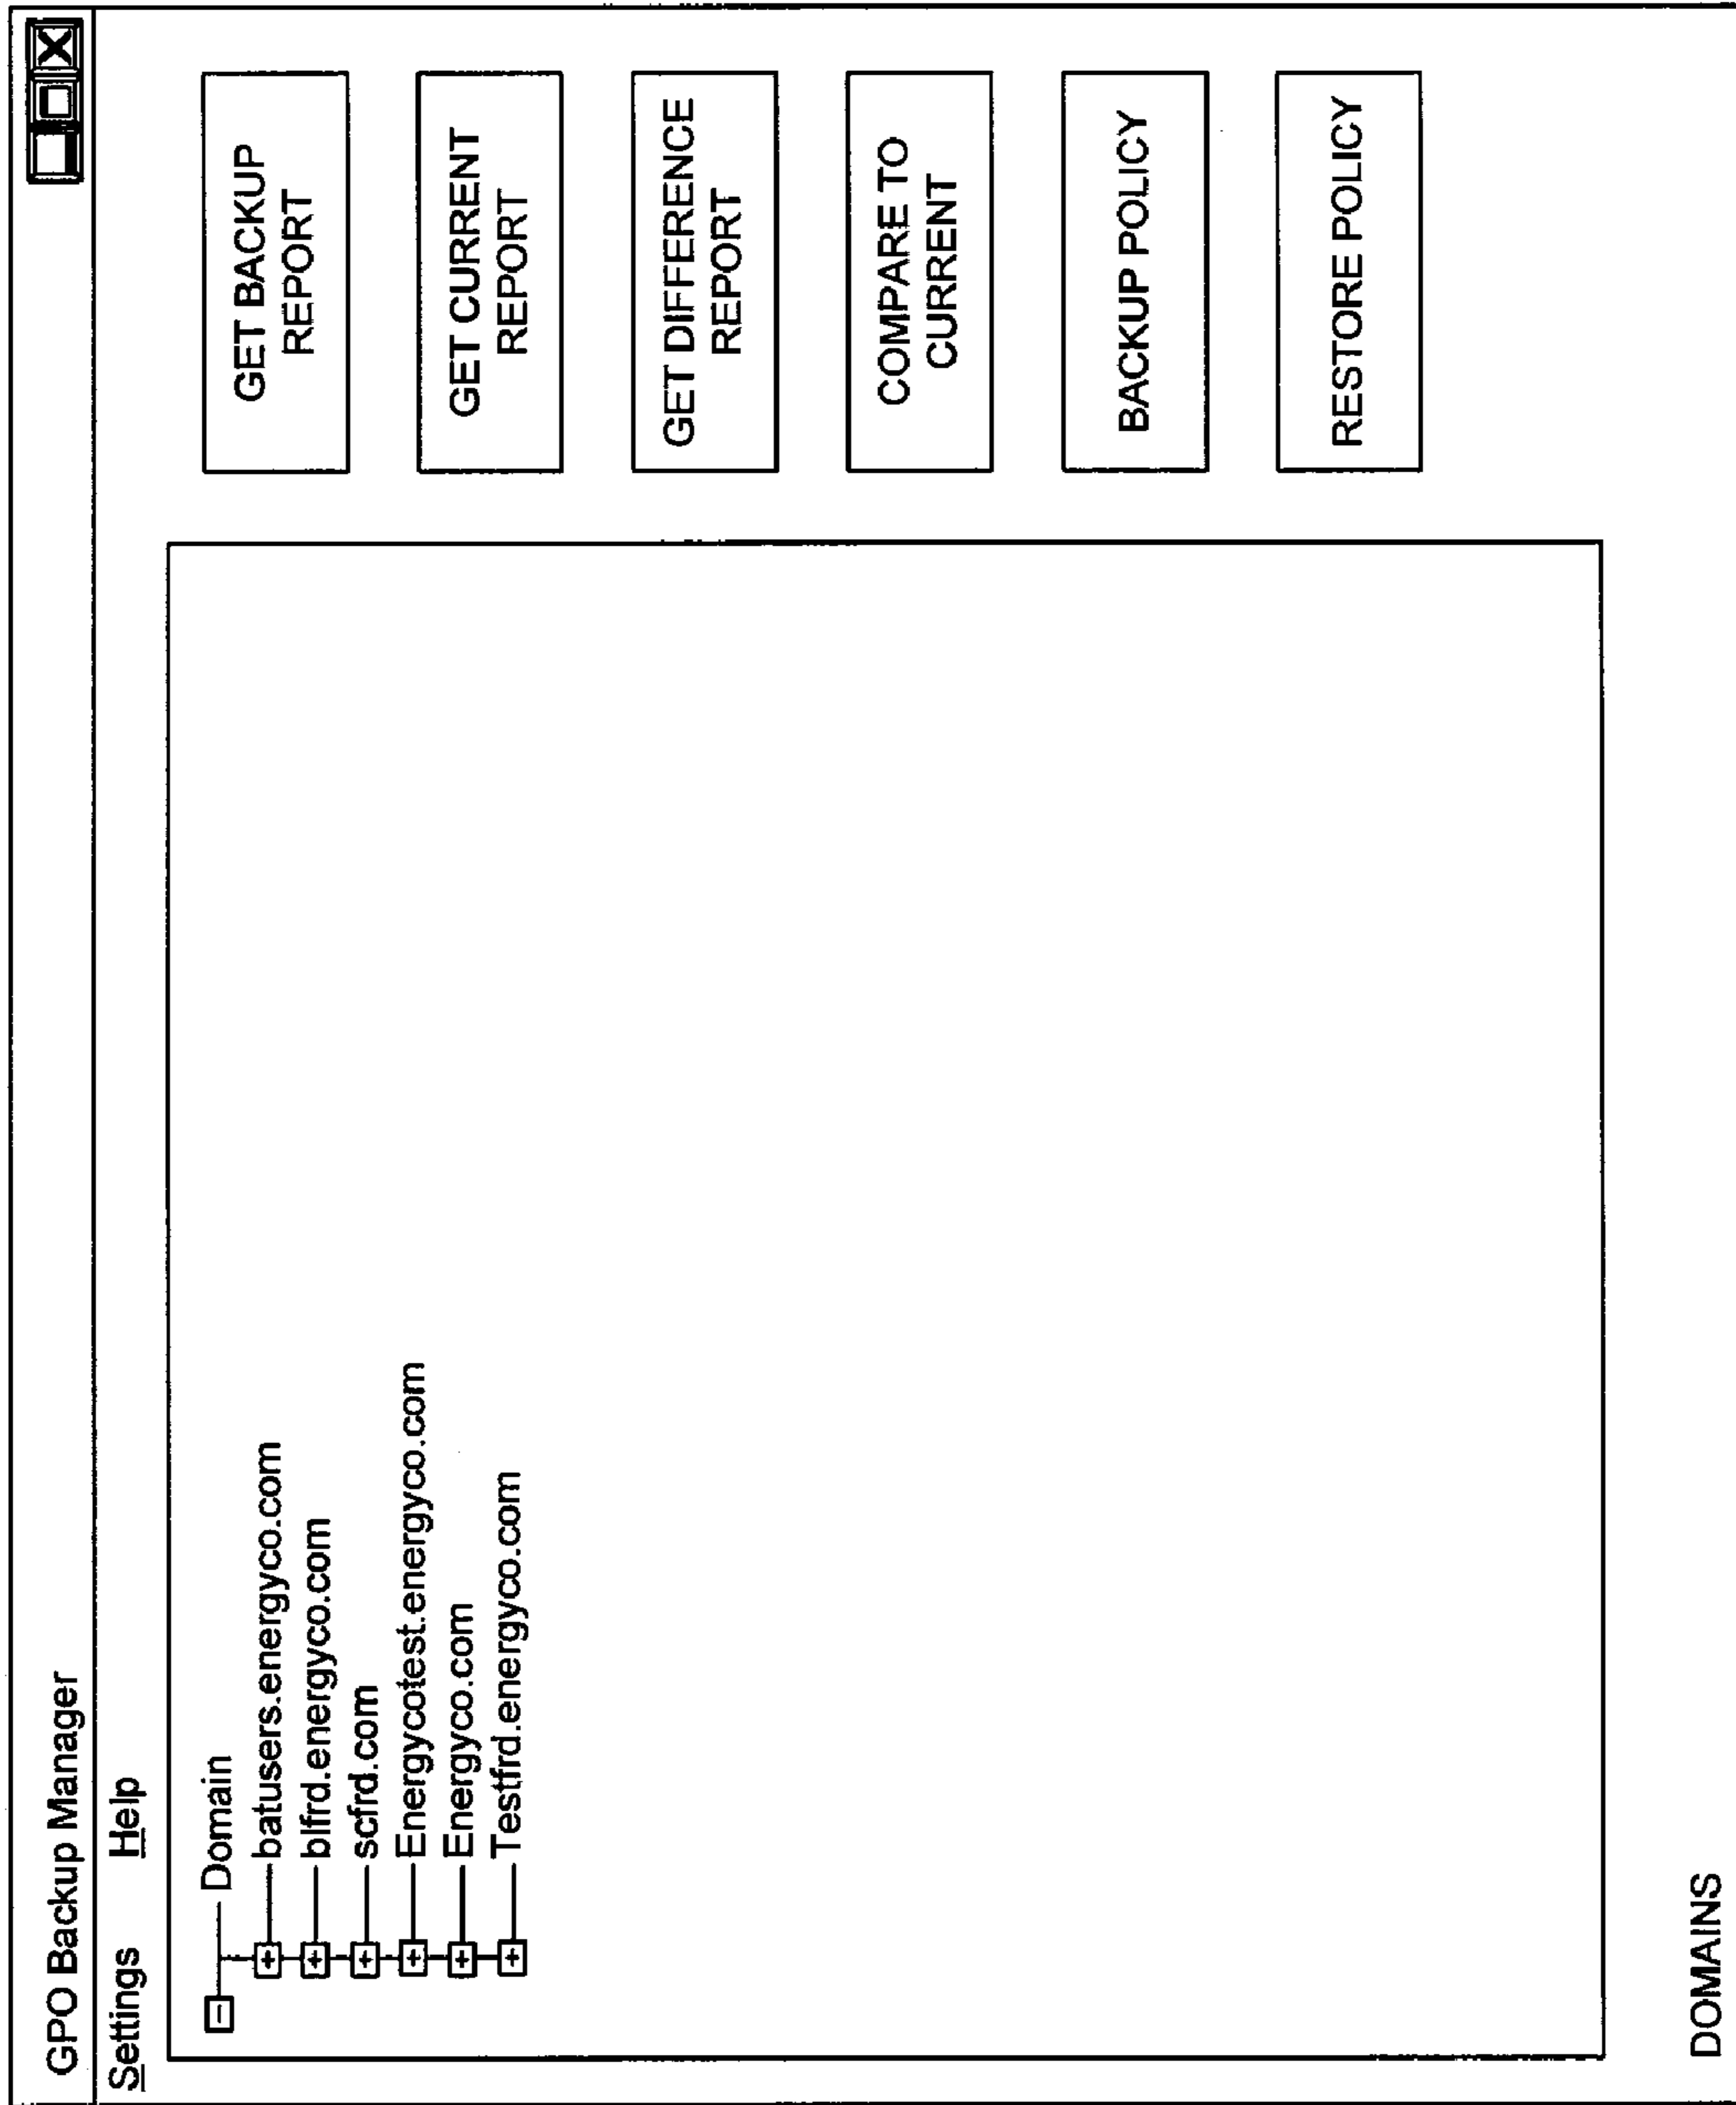 GPO Backup Manager
Settings Help
Domain
batusers.energyco.com
blfrd.energyco.com
scfrd.com
Energycotest.energyco.com
Energyco.com
Testfrd.energyco.com
GET BACKUP
REPORT
GET CURRENT
REPORT
GET DIFFERENCE
REPORT
COMPARE TO
CURRENT
BACKUP POLICY
RESTORE POLICY
DOMAINS